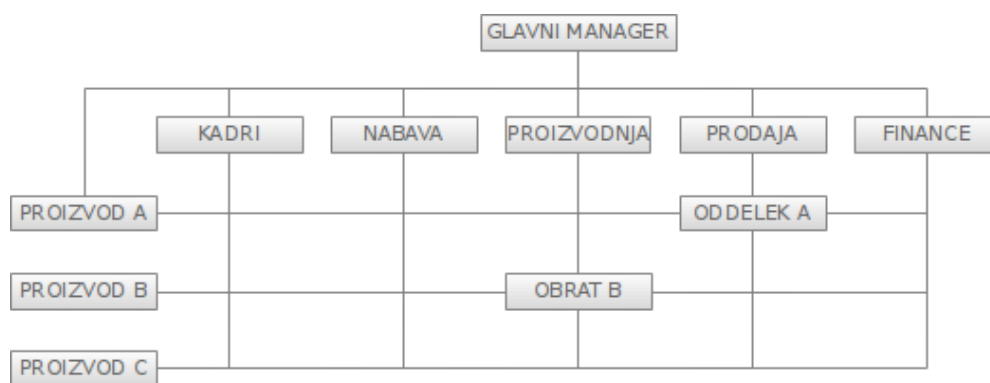 GLAVNI MANAGER
KADRI
NABAVA
PROIZVODNJA
PRODAJA
FINANCE
PROIZVOD A
ODDELEK A
PROIZVOD B
OBRAT B
PROIZVOD C